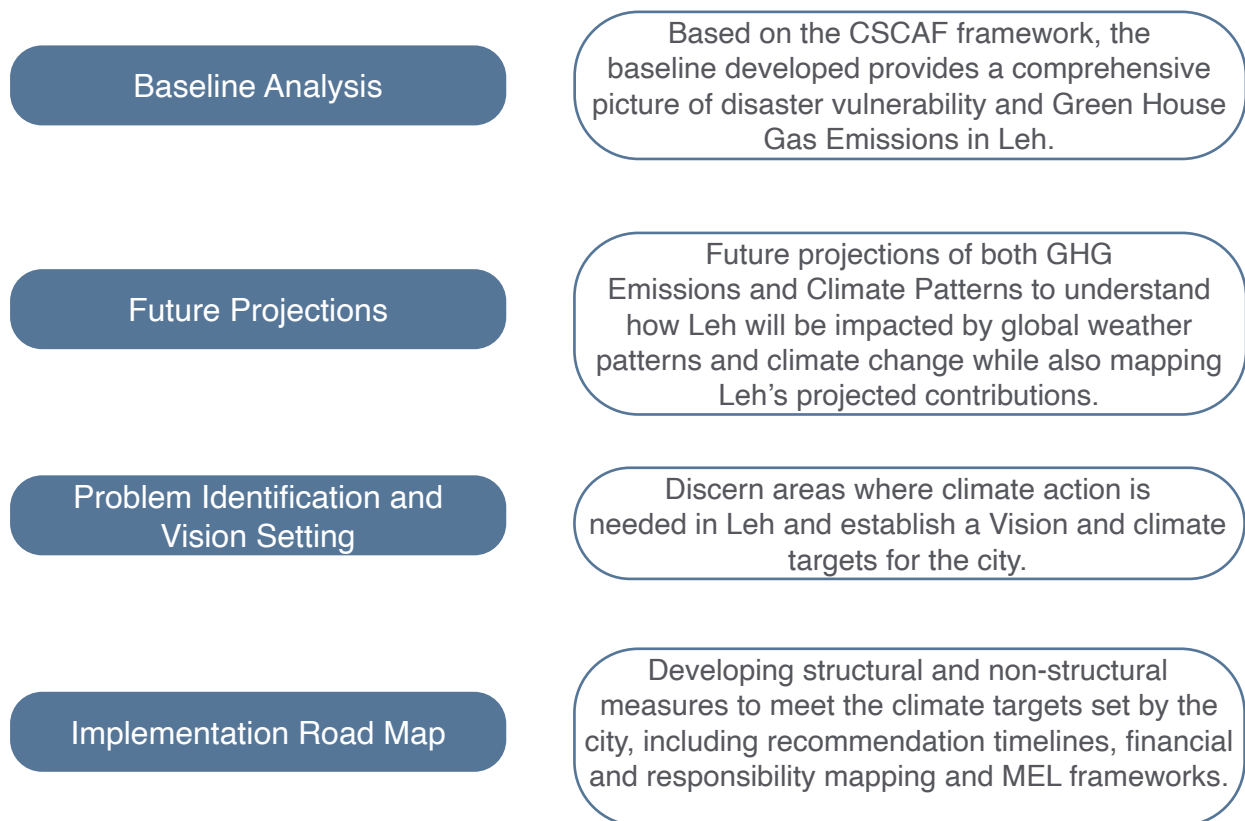 Baseline Analysis
Based on the CSCAF framework, the
baseline developed provides a comprehensive
picture of disaster vulnerability and Green House
Gas Emissions in Leh.
Future Projections
Future projections of both GHG
Emissions and Climate Patterns to understand
how Leh will be impacted by global weather
patterns and climate change while also mapping
Leh’s projected contributions.
Problem Identification and
Vision Setting
Discern areas where climate action is
needed in Leh and establish a Vision and climate
targets for the city.
Implementation Road Map
Developing structural and non-structural
measures to meet the climate targets set by the
city, including recommendation timelines, financial
and responsibility mapping and MEL frameworks.